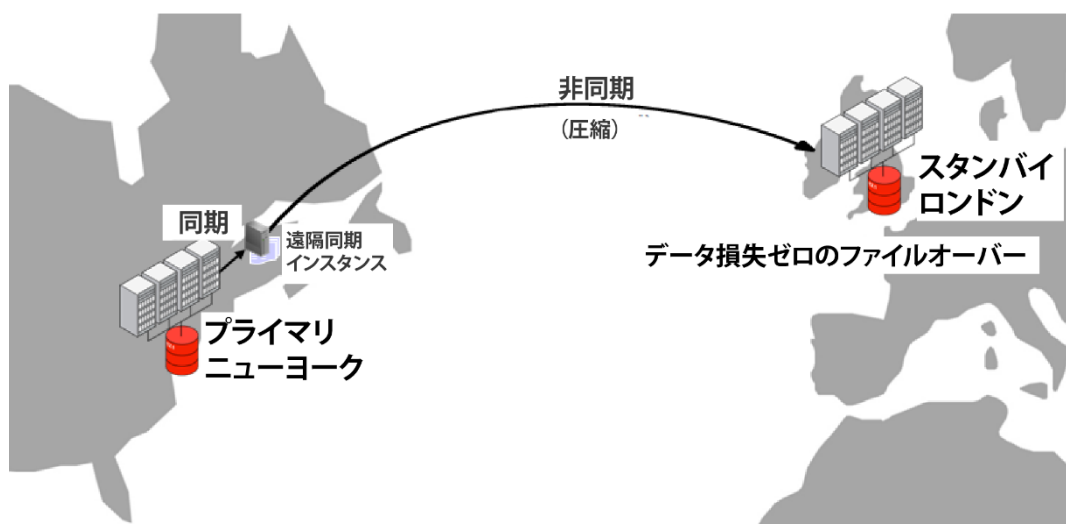 非同期
(圧縮)
スタンバイ
ロンドン
同期
遠隔同期
インスタンス
データ損失ゼロのファイルオーバー
プライマリ
ニューヨーク